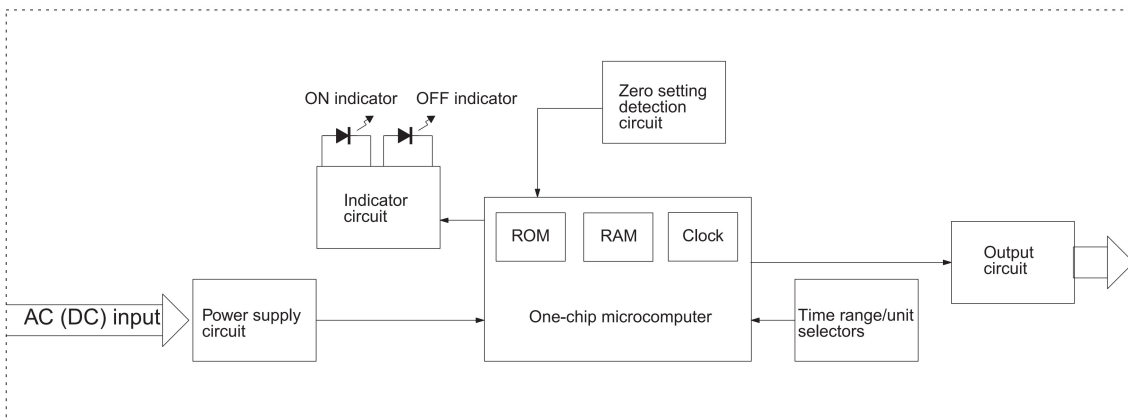 Zero setting
detection
circuit
ON indicator
OFF indicator
Indicator
circuit
ROM
RAM
Clock
Output
circuit
AC (DC) input
Power supply
circuit
One-chip microcomputer
Time range/unit
selectors